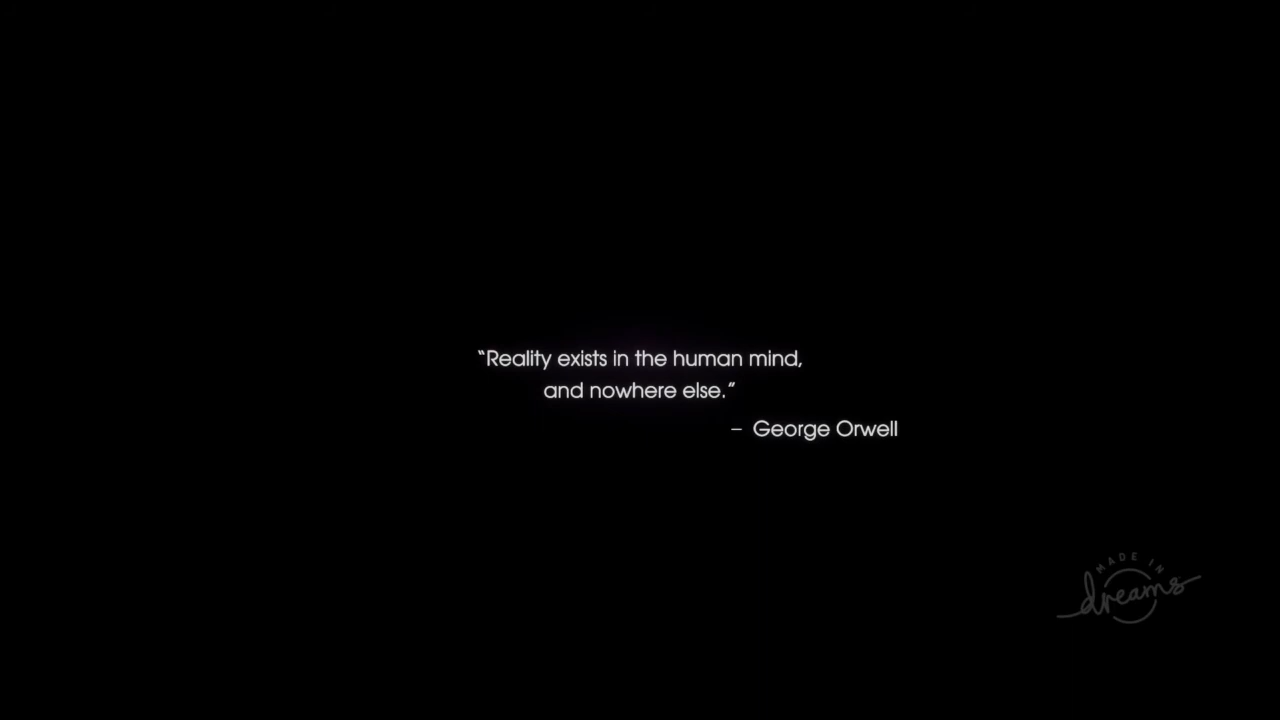 “Reality exists in the human mind,
and nowhere else.”
– George Orwell
MADE IN
dreams